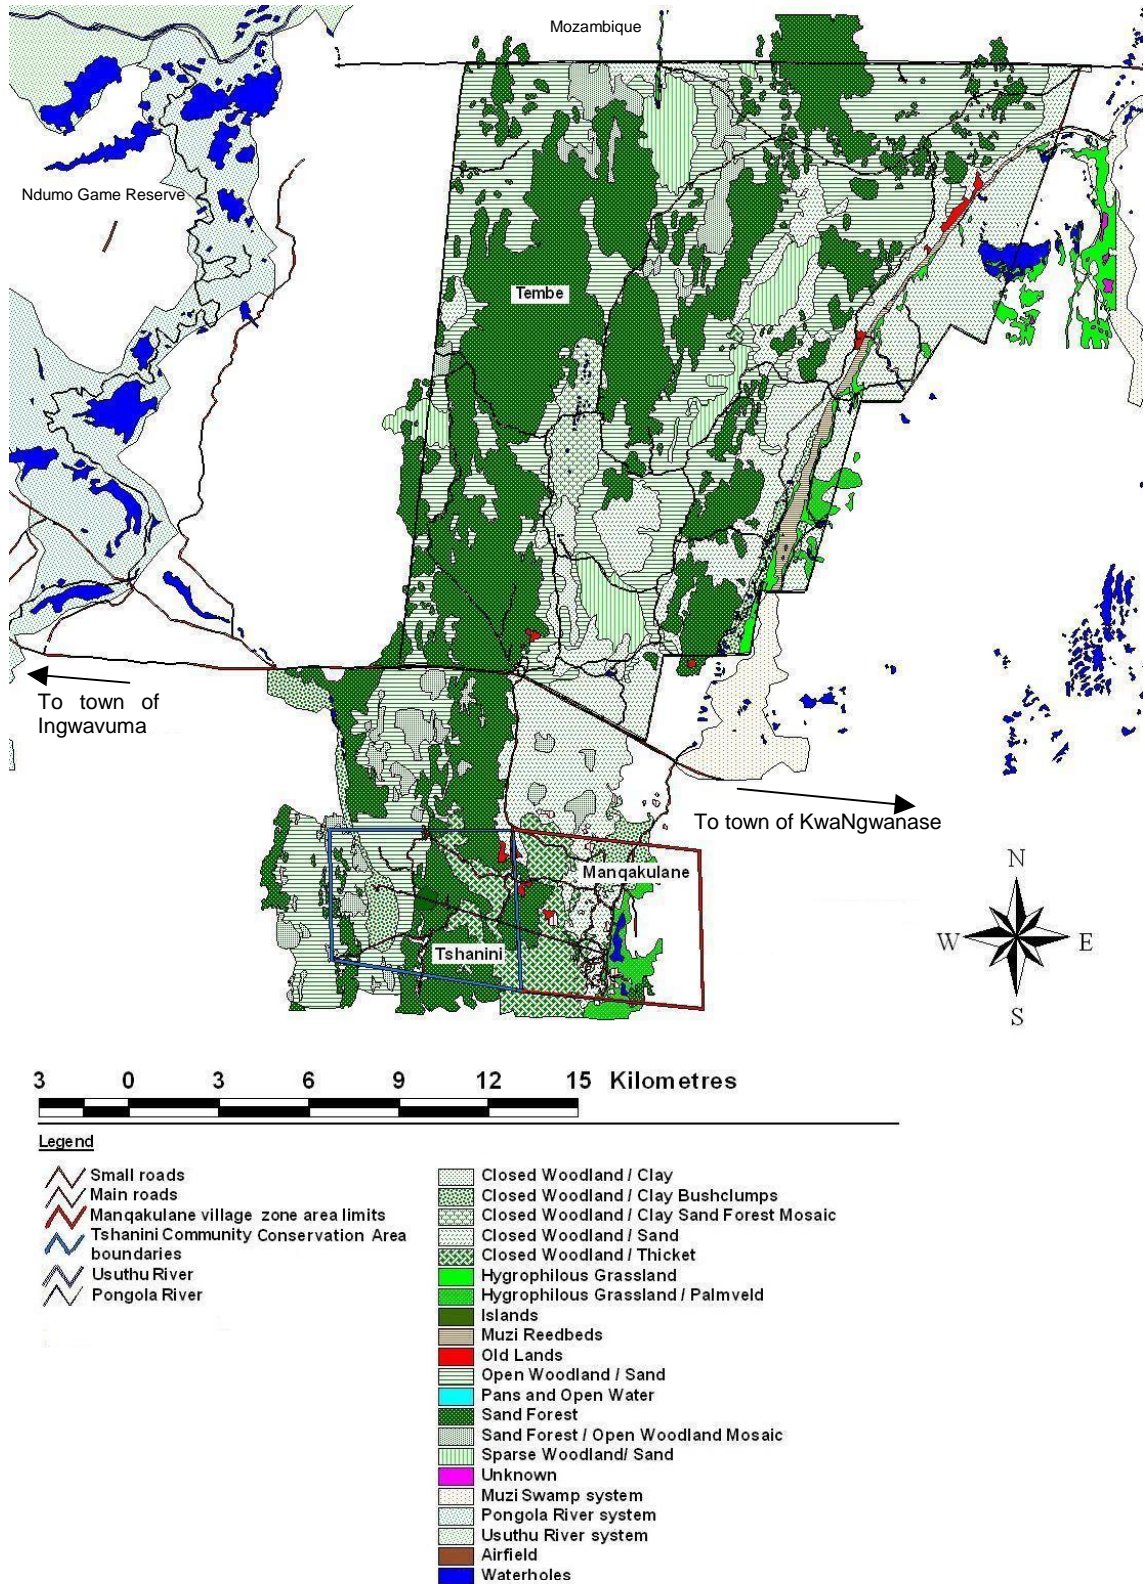 Mozambique
Ndumo Game Reserve
Tembe
To town of
Ingwavuma
To town of KwaNgwanase
Manqakulane
Tshanini
N
W E
S
3 0 3 6 9 12 15 Kilometres
Legend
Small roads
Main roads
Manqakulane village zone area limits
Tshanini Community Conservation Area
boundaries
Usuthu River
Pongola River
Closed Woodland / Clay
Closed Woodland / Clay Bushclumps
Closed Woodland / Clay Sand Forest Mosaic
Closed Woodland / Sand
Closed Woodland / Thicket
Hygrophilous Grassland
Hygrophilous Grassland / Palmveld
Islands
Muzi Reedbeds
Old Lands
Open Woodland / Sand
Pans and Open Water
Sand Forest
Sand Forest / Open Woodland Mosaic
Sparse Woodland/ Sand
Unknown
Muzi Swamp system
Pongola River system
Usuthu River system
Airfield
Waterholes